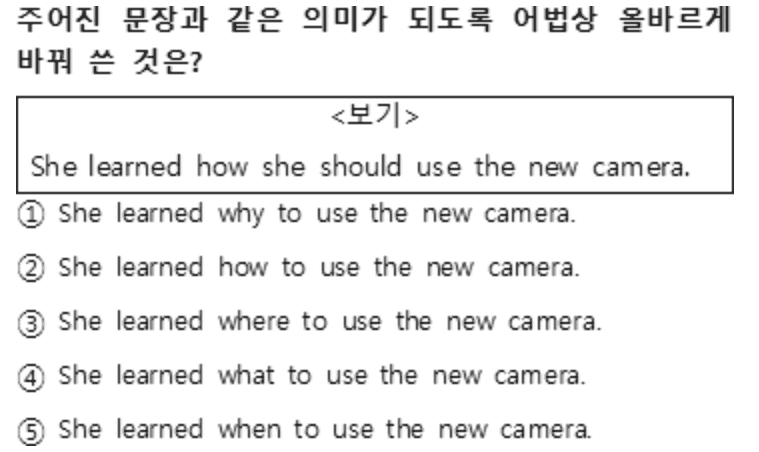 주어진 문장과 같은 의미가 되도록 어법상 올바르게
바꿔 쓴 것은?
<보기>
She learned how she should use the new camera.
① She learned why to use the new camera.
② She learned how to use the new camera.
③ She learned where to use the new camera.
④ She learned what to use the new camera.
⑤ She learned when to use the new camera.